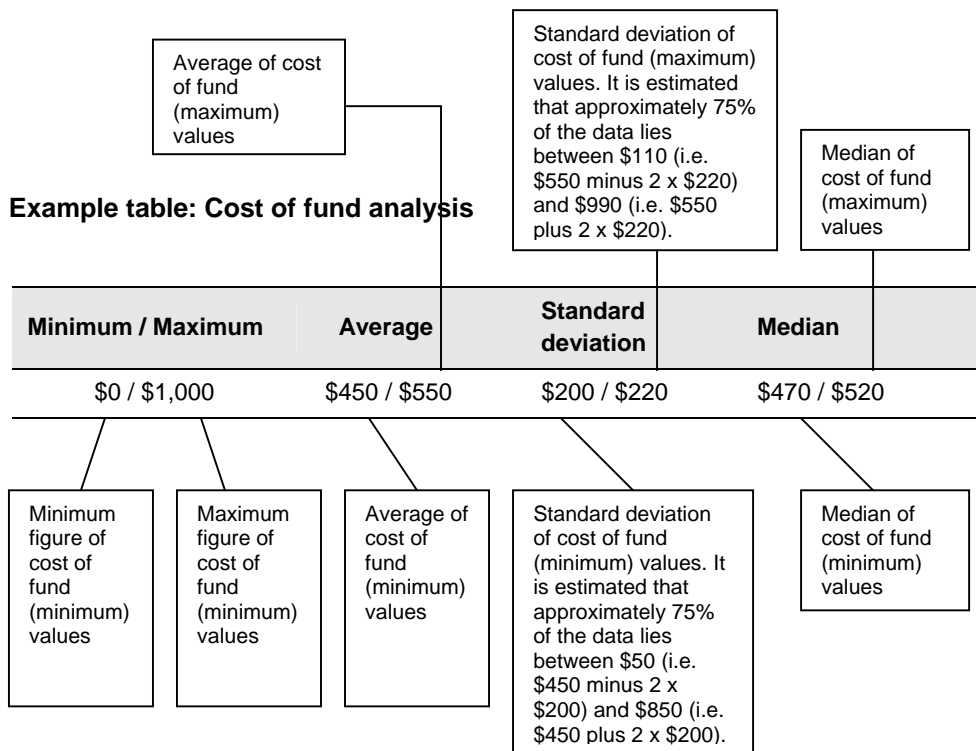 Average of cost
of fund
(maximum)
values
Standard deviation of
cost of fund (maximum)
values. It is estimated
that approximately 75%
of the data lies
between $110 (i.e.
$550 minus 2 x $220)
and $990 (i.e. $550
plus 2 x $220).
Median of
cost of fund
(maximum)
values
Example table: Cost of fund analysis
Minimum / Maximum
Average
Standard
deviation
Median
$0 / $1,000
$450 / $550
$200 / $220
$470 / $520
Minimum
figure of
cost of
fund
(minimum)
values
Maximum
figure of
cost of
fund
(minimum)
values
Average of
cost of
fund
(minimum)
values
Standard deviation
of cost of fund
(minimum) values. It
is estimated that
approximately 75%
of the data lies
between $50 (i.e.
$450 minus 2 x
$200) and $850 (i.e.
$450 plus 2 x $200).
Median of
cost of fund
(minimum)
values